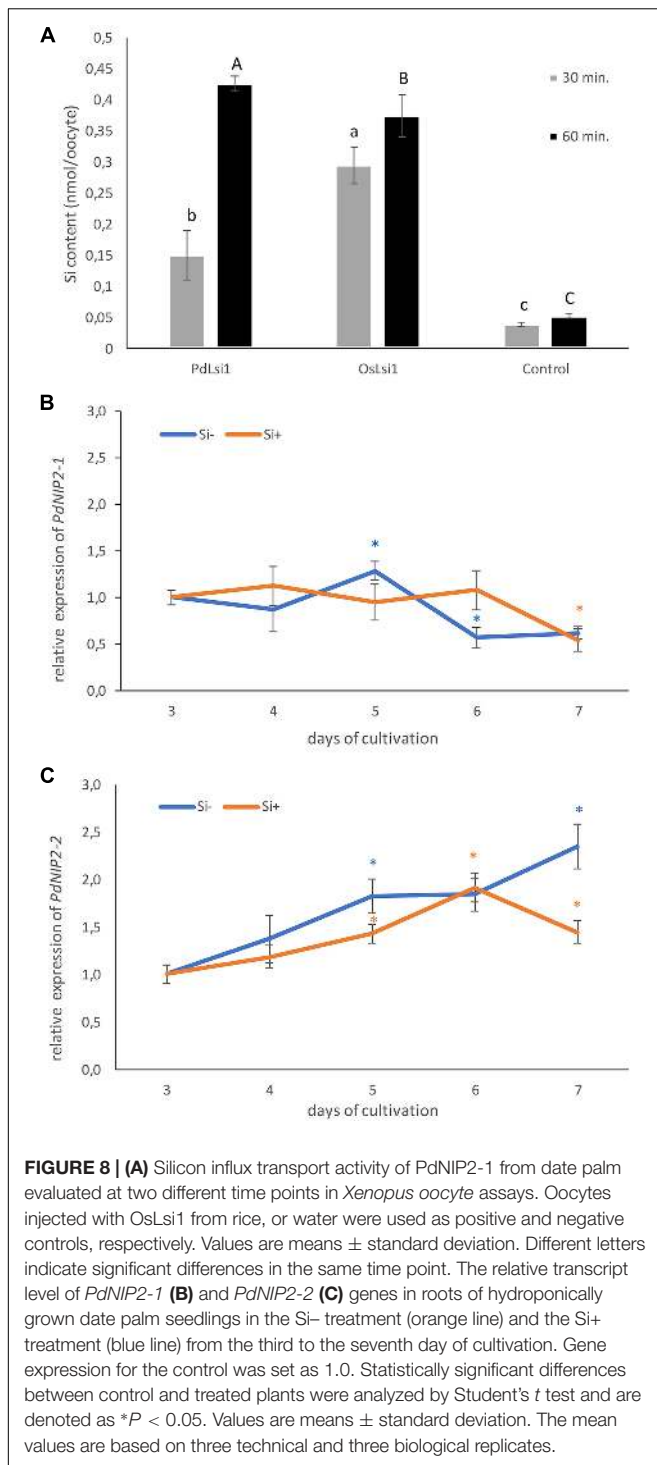 A
Si content (nmol/oocyte)
0,5
0,45
0,4
0,35
0,3
0,25
0,2
0,15
0,1
0,05
0
b
A
a
B
c
C
30 min.
60 min.
PdLsi1
OsLsi1
Control
B
relative expression of PdNIP2-1
3,0
2,5
2,0
1,5
1,0
0,5
0,0
Si-
Si+
*
*
*
3
4
5
6
7
days of cultivation
C
relative expression of PdNIP2-2
3,0
2,5
2,0
1,5
1,0
0,5
0,0
Si-
Si+
*
*
*
*
*
3
4
5
6
7
days of cultivation
FIGURE 8 | (A) Silicon influx transport activity of PdNIP2-1 from date palm
evaluated at two different time points in Xenopus oocyte assays. Oocytes
injected with OsLsi1 from rice, or water were used as positive and negative
controls, respectively. Values are means ± standard deviation. Different letters
indicate significant differences in the same time point. The relative transcript
level of PdNIP2-1 (B) and PdNIP2-2 (C) genes in roots of hydroponically
grown date palm seedlings in the Si– treatment (orange line) and the Si+
treatment (blue line) from the third to the seventh day of cultivation. Gene
expression for the control was set as 1.0. Statistically significant differences
between control and treated plants were analyzed by Student's t test and are
denoted as *P < 0.05. Values are means ± standard deviation. The mean
values are based on three technical and three biological replicates.